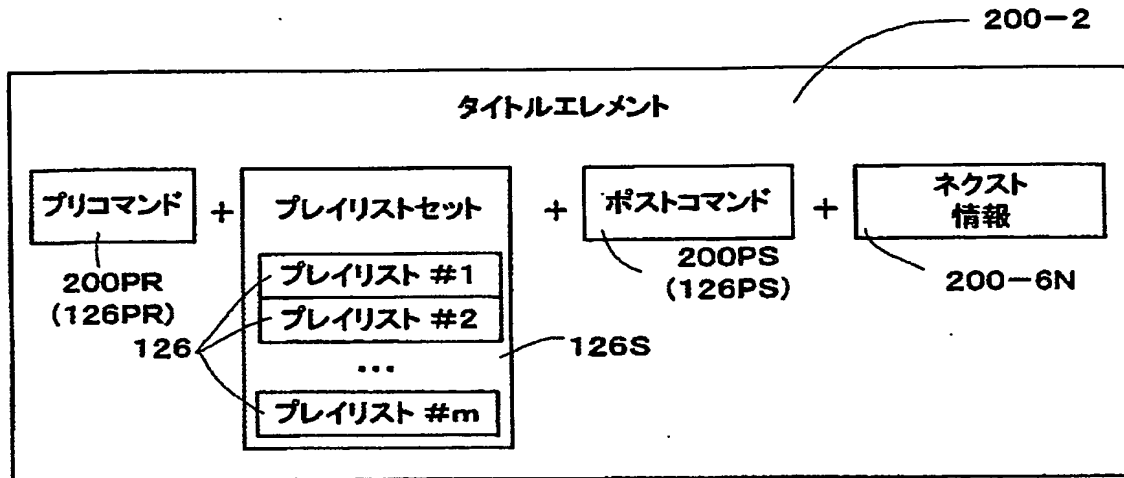 200-2
タイトルエレメント
プリコマンド + プレイリストセット + ポストコマンド + ネクスト情報
200PR
(126PR)
プレイリスト #1
プレイリスト #2
...
プレイリスト #m
126
126S
200PS
(126PS)
200-6N